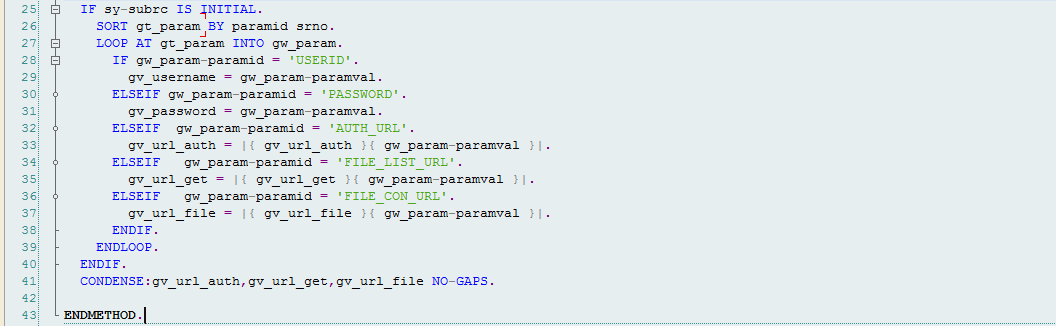 25 IF sy-subrc IS INITIAL.
26 SORT gt_param BY paramid srno.
27 LOOP AT gt_param INTO gw_param.
28 IF gw_param-paramid = 'USERID'.
29 gv_username = gw_param-paramval.
30 ELSEIF gw_param-paramid = 'PASSWORD'.
31 gv_password = gw_param-paramval.
32 ELSEIF  gw_param-paramid = 'AUTH_URL'.
33 gv_url_auth = |{ gv_url_auth }{ gw_param-paramval }|.
34 ELSEIF   gw_param-paramid = 'FILE_LIST_URL'.
35 gv_url_get = |{ gv_url_get }{ gw_param-paramval }|.
36 ELSEIF   gw_param-paramid = 'FILE_CON_URL'.
37 gv_url_file = |{ gv_url_file }{ gw_param-paramval }|.
38 ENDIF.
39 ENDLOOP.
40 ENDIF.
41 CONDENSE:gv_url_auth,gv_url_get,gv_url_file NO-GAPS.
42
43 ENDMETHOD.